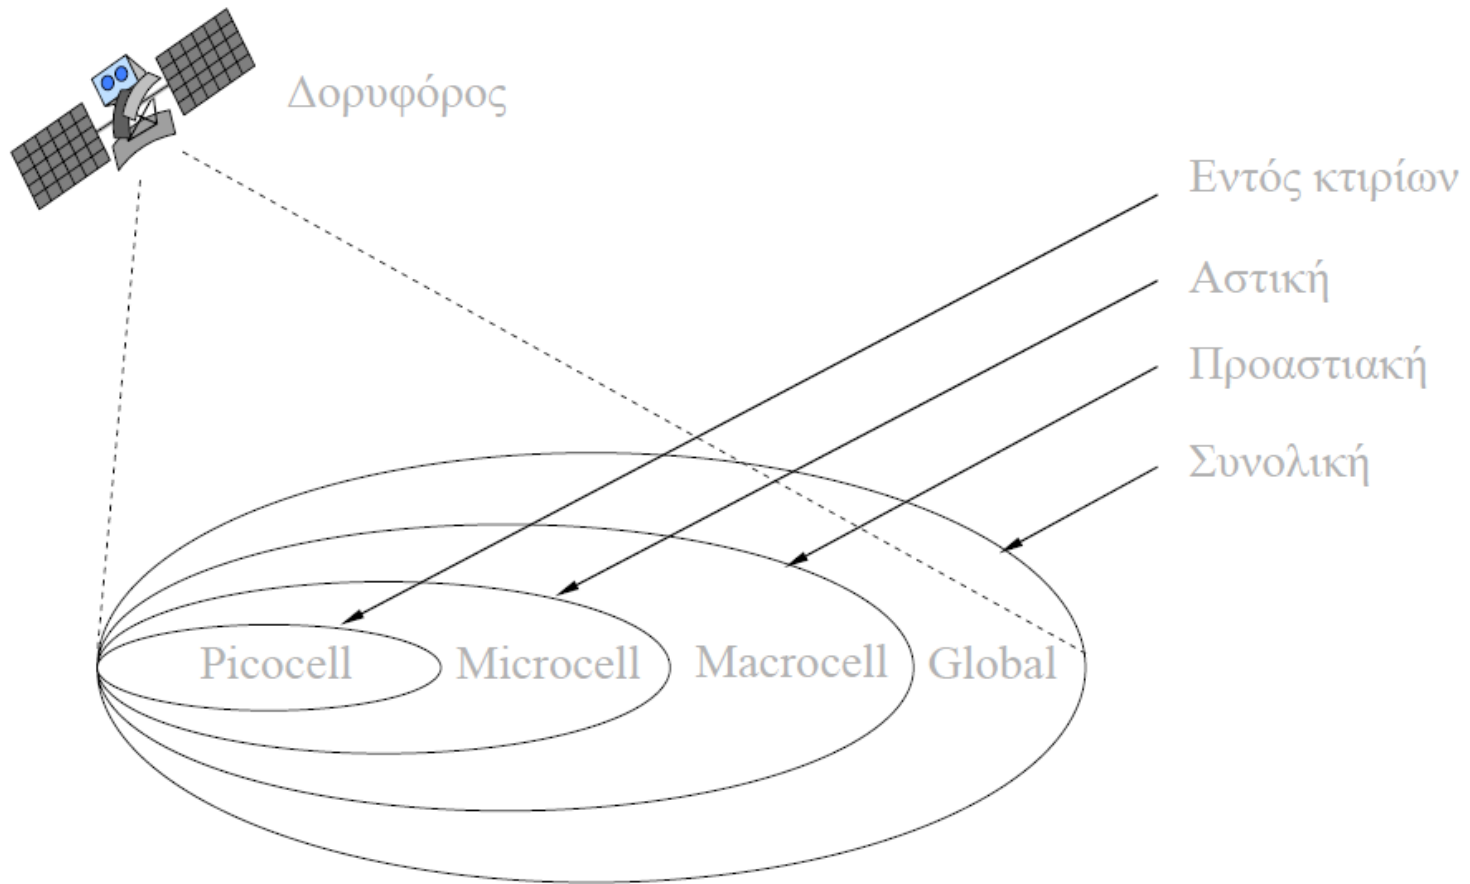 Δορυφόρος
Εντός κτιρίων
Αστική
Προαστιακή
Συνολική
Picocell
Microcell
Macrocell
Global